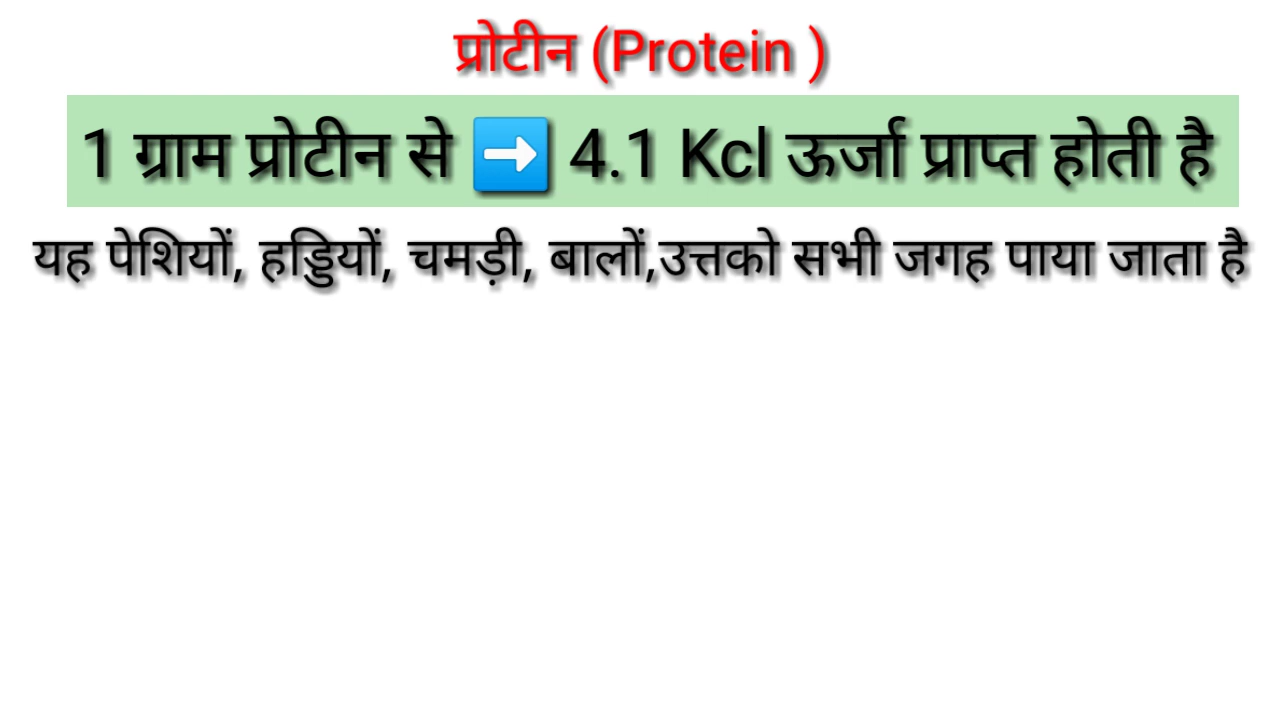 प्रोटीन (Protein )
1 ग्राम प्रोटीन से ➡️ 4.1 Kcl ऊर्जा प्राप्त होती है
यह पेशियों, हड्डियों, चमड़ी, बालों,उत्तको सभी जगह पाया जाता है